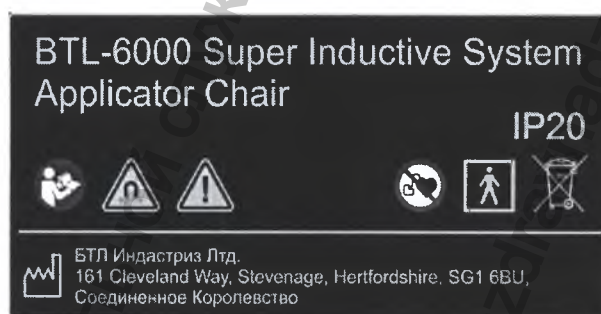 BTL-6000 Super Inductive System
Applicator Chair
IP20
БТЛ Индастриз Лтд.
161 Cleveland Way, Stevenage, Hertfordshire. SG1 6BU,
Соединенное Королевство